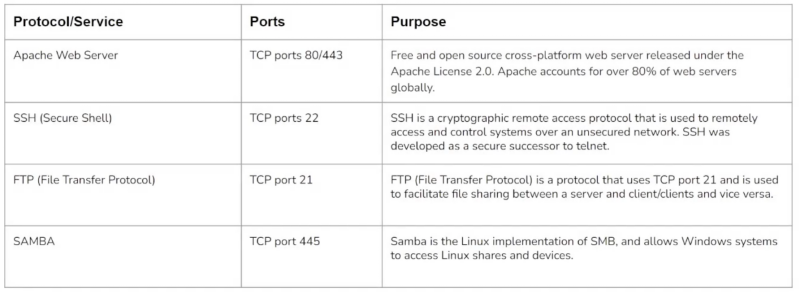 Protocol/Service Ports Purpose
Apache Web Server TCP ports 80/443 Free and open source cross-platform web server released under the
Apache License 2.0. Apache accounts for over 80% of web servers
globally.
SSH (Secure Shell) TCP ports 22 SSH is a cryptographic remote access protocol that is used to remotely
access and control systems over an unsecured network. SSH was
developed as a secure successor to telnet.
FTP (File Transfer Protocol) TCP port 21 FTP (File Transfer Protocol) is a protocol that uses TCP port 21 and is used
to facilitate file sharing between a server and client/clients and vice versa.
SAMBA TCP port 445 Samba is the Linux implementation of SMB, and allows Windows systems
to access Linux shares and devices.